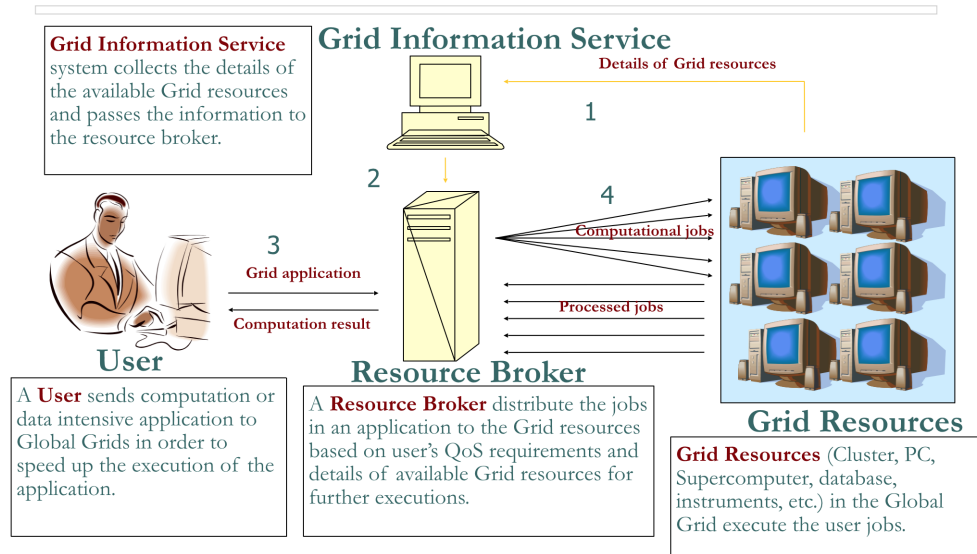 Grid Information Service
Grid Information Service
system collects the details of
the available Grid resources
and passes the information to
the resource broker.
Details of Grid resources
1
2
4
3
Computational jobs
Grid application
Processed jobs
Computation result
User
A User sends computation or
data intensive application to
Global Grids in order to
speed up the execution of the
application.
Resource Broker
A Resource Broker distribute the jobs
in an application to the Grid resources
based on user's QoS requirements and
details of available Grid resources for
further executions.
Grid Resources
Grid Resources (Cluster, PC,
Supercomputer, database,
instruments, etc.) in the Global
Grid execute the user jobs.